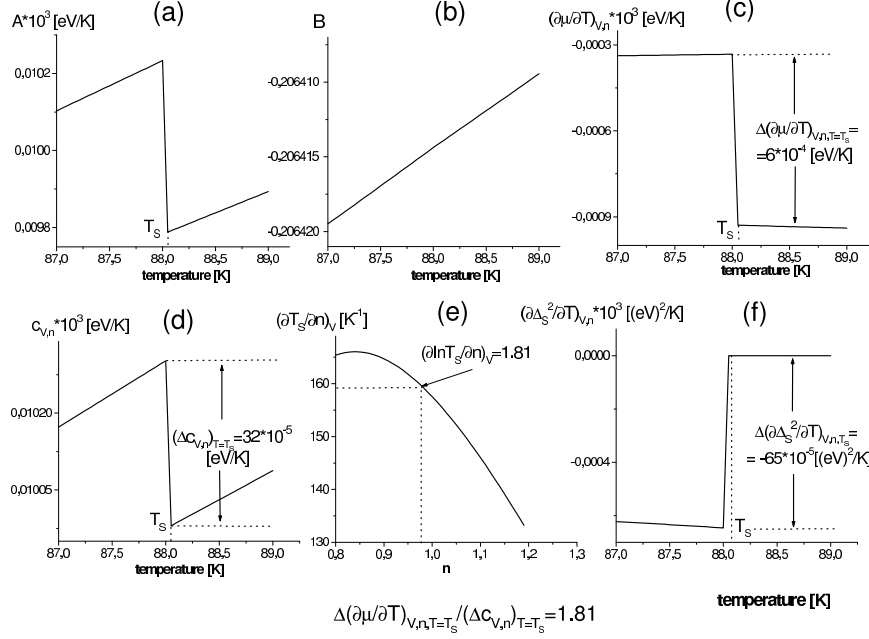 (a)
A*10³ [eV/K]
0,0102
0,0100
0,0098
T_S
87,0 87,5 88,0 88,5 89,0
temperature [K]
(b)
B
-0,206410
-0,206415
-0,206420
87,0 87,5 88,0 88,5 89,0
temperature [K]
(c)
(∂μ/∂T)_{V,n}*10³ [eV/K]
-0,0003
-0,0006
-0,0009
Δ(∂μ/∂T)_{V,n,T=T_S}=
=6*10⁻⁴ [eV/K]
T_S
87,0 87,5 88,0 88,5 89,0
temperature [K]
(d)
c_{V,n}*10³ [eV/K]
0,01020
0,01005
(Δc_{V,n})_{T=T_S}=32*10⁻⁵
[eV/K]
T_S
87,0 87,5 88,0 88,5 89,0
temperature [K]
(e)
(∂T_S/∂n)_V [K⁻¹]
(∂lnT_S/∂n)_V=1.81
160
150
140
130
0,8 0,9 1,0 1,1 1,2 1,3
n
(f)
(∂Δ_S²/∂T)_{V,n}*10³ [(eV)²/K]
0,0000
-0,0004
Δ(∂Δ_S²/∂T)_{V,n,T_S}=
= -65*10⁻⁵[(eV)²/K]
T_S
87,0 87,5 88,0 88,5 89,0
temperature [K]
Δ(∂μ/∂T)_{V,n,T=T_S}/(Δc_{V,n})_{T=T_S}=1.81